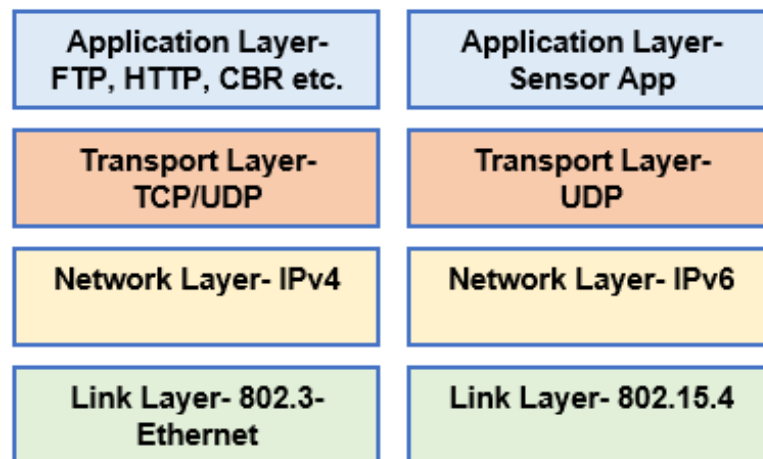 Application Layer-
FTP, HTTP, CBR etc.
Application Layer-
Sensor App
Transport Layer-
TCP/UDP
Transport Layer-
UDP
Network Layer- IPv4
Network Layer- IPv6
Link Layer- 802.3-
Ethernet
Link Layer- 802.15.4